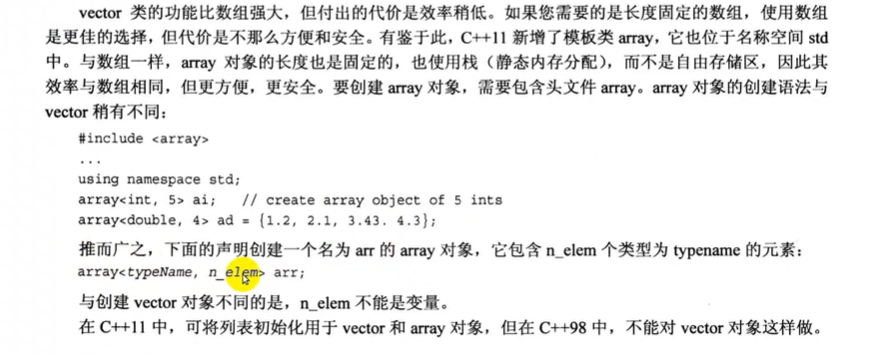 vector 类的功能比数组强大，但付出的代价是效率稍低。如果您需要的是长度固定的数组，使用数组
是更佳的选择，但代价是不那么方便和安全。有鉴于此，C++11 新增了模板类 array，它也位于名称空间 std
中。与数组一样，array 对象的长度也是固定的，也使用栈（静态内存分配），而不是自由存储区，因此其
效率与数组相同，但更方便，更安全。要创建 array 对象，需要包含头文件 array。array 对象的创建语法与
vector 稍有不同：
#include <array>
...
using namespace std;
array<int, 5> ai;   // create array object of 5 ints
array<double, 4> ad = {1.2, 2.1, 3.43. 4.3};
推而广之，下面的声明创建一个名为 arr 的 array 对象，它包含 n_elem 个类型为 typename 的元素：
array<typeName, n_elem> arr;
与创建 vector 对象不同的是，n_elem 不能是变量。
在 C++11 中，可将列表初始化用于 vector 和 array 对象，但在 C++98 中，不能对 vector 对象这样做。